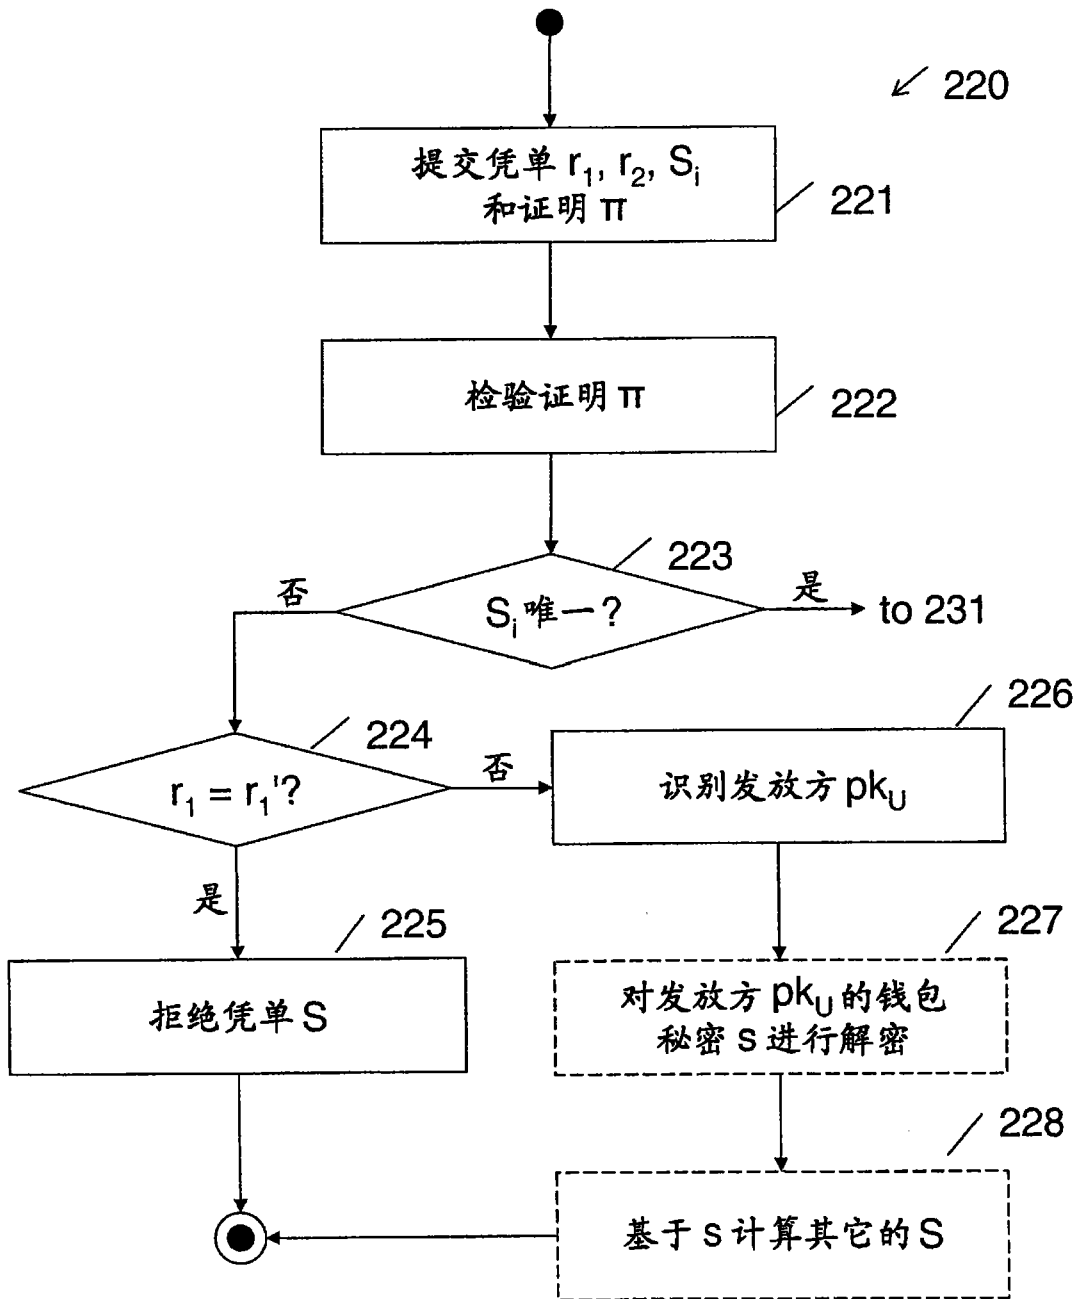 220
提交凭单 r₁, r₂, Sᵢ
和证明 π
221
检验证明 π
222
223
Sᵢ 唯一?
否
是
to 231
224
r₁ = r₁'?
否
是
226
识别发放方 pkU
225
拒绝凭单 S
227
对发放方 pkU 的钱包
秘密 s 进行解密
228
基于 s 计算其它的 S